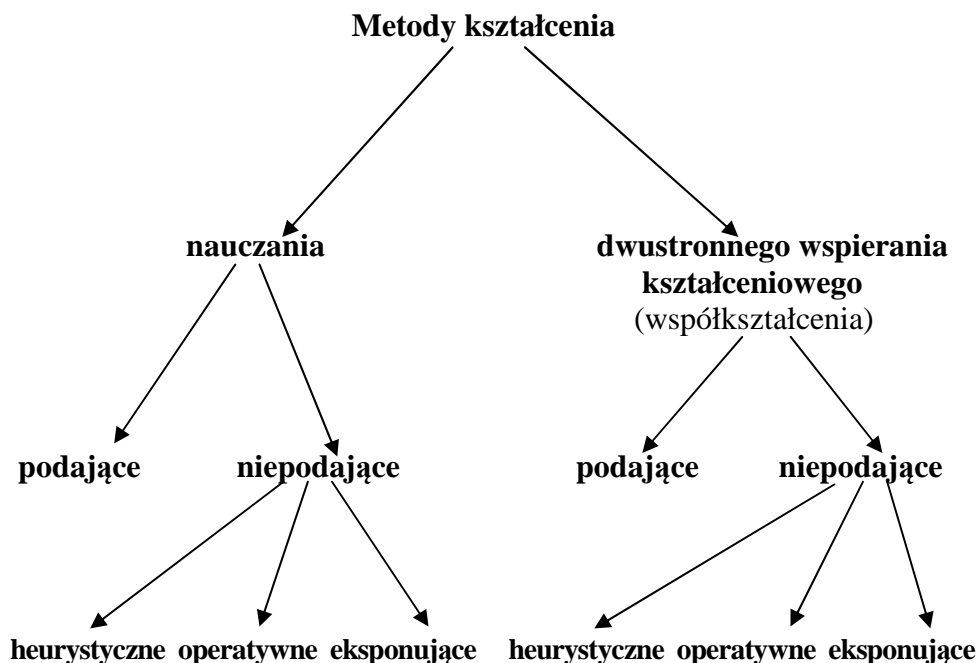 Metody kształcenia
nauczania
dwustronnego wspierania
kształceniowego
(współkształcenia)
podające niepodające podające niepodające
heurystyczne operatywne eksponujące heurystyczne operatywne eksponujące